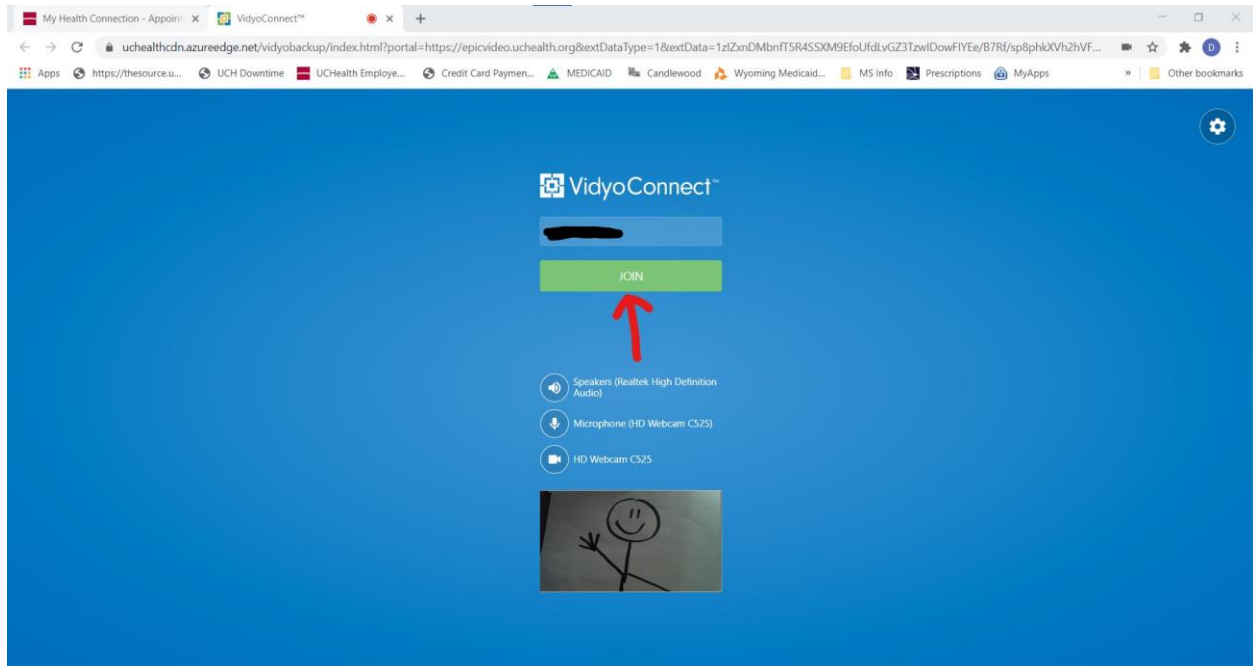 My Health Connection - Appoint
VidyoConnect™
uchealthcdn.azureedge.net/vidyobackup/index.html?portal=https://epicvideo.uchealth.org&extDataType=1&extData=1zlZxnDMbnfT5R4SSXM9EfoUfdLvGZ3TzwlDowFIYEe/B7Rf/sp8phkXVh2hVF...
D
Apps
https://thesource.u...
UCH Downtime
UCHealth Employe...
Credit Card Paymen...
MEDICAID
Candlewood
Wyoming Medicaid...
MS Info
Prescriptions
MyApps
»
Other bookmarks
VidyoConnect™
JOIN
Speakers (Realtek High Definition
Audio)
Microphone (HD Webcam C525)
HD Webcam C525